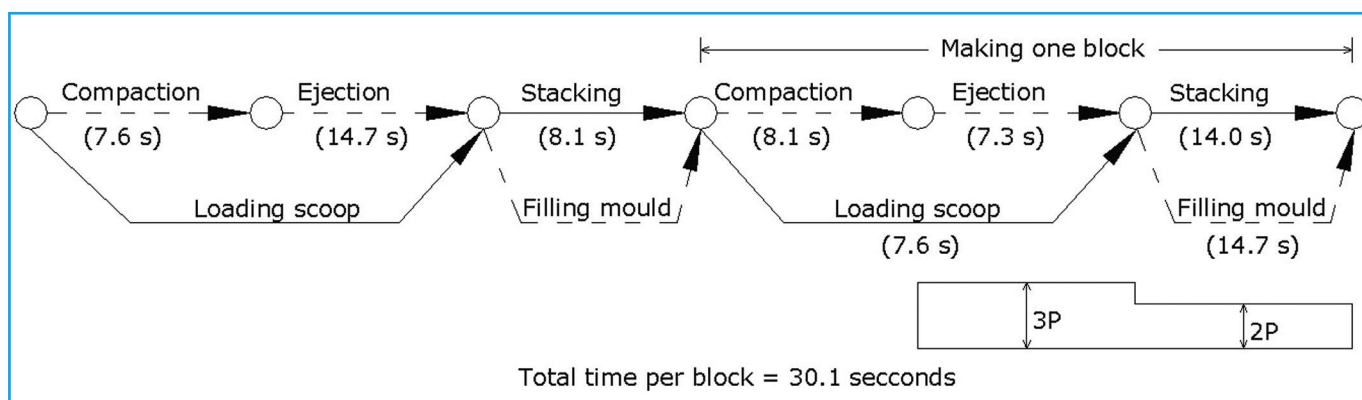 Making one block
Compaction Ejection Stacking Compaction Ejection Stacking
(7.6 s) (14.7 s) (8.1 s) (8.1 s) (7.3 s) (14.0 s)
Loading scoop Filling mould Loading scoop Filling mould
(7.6 s) (14.7 s)
3P 2P
Total time per block = 30.1 secconds